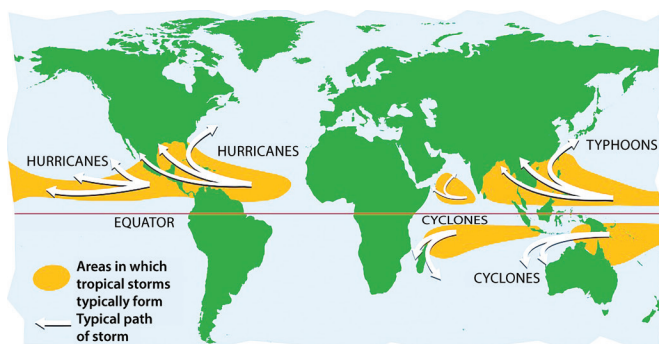 HURRICANES
HURRICANES
TYPHOONS
EQUATOR
CYCLONES
CYCLONES
Areas in which
tropical storms
typically form
Typical path
of storm